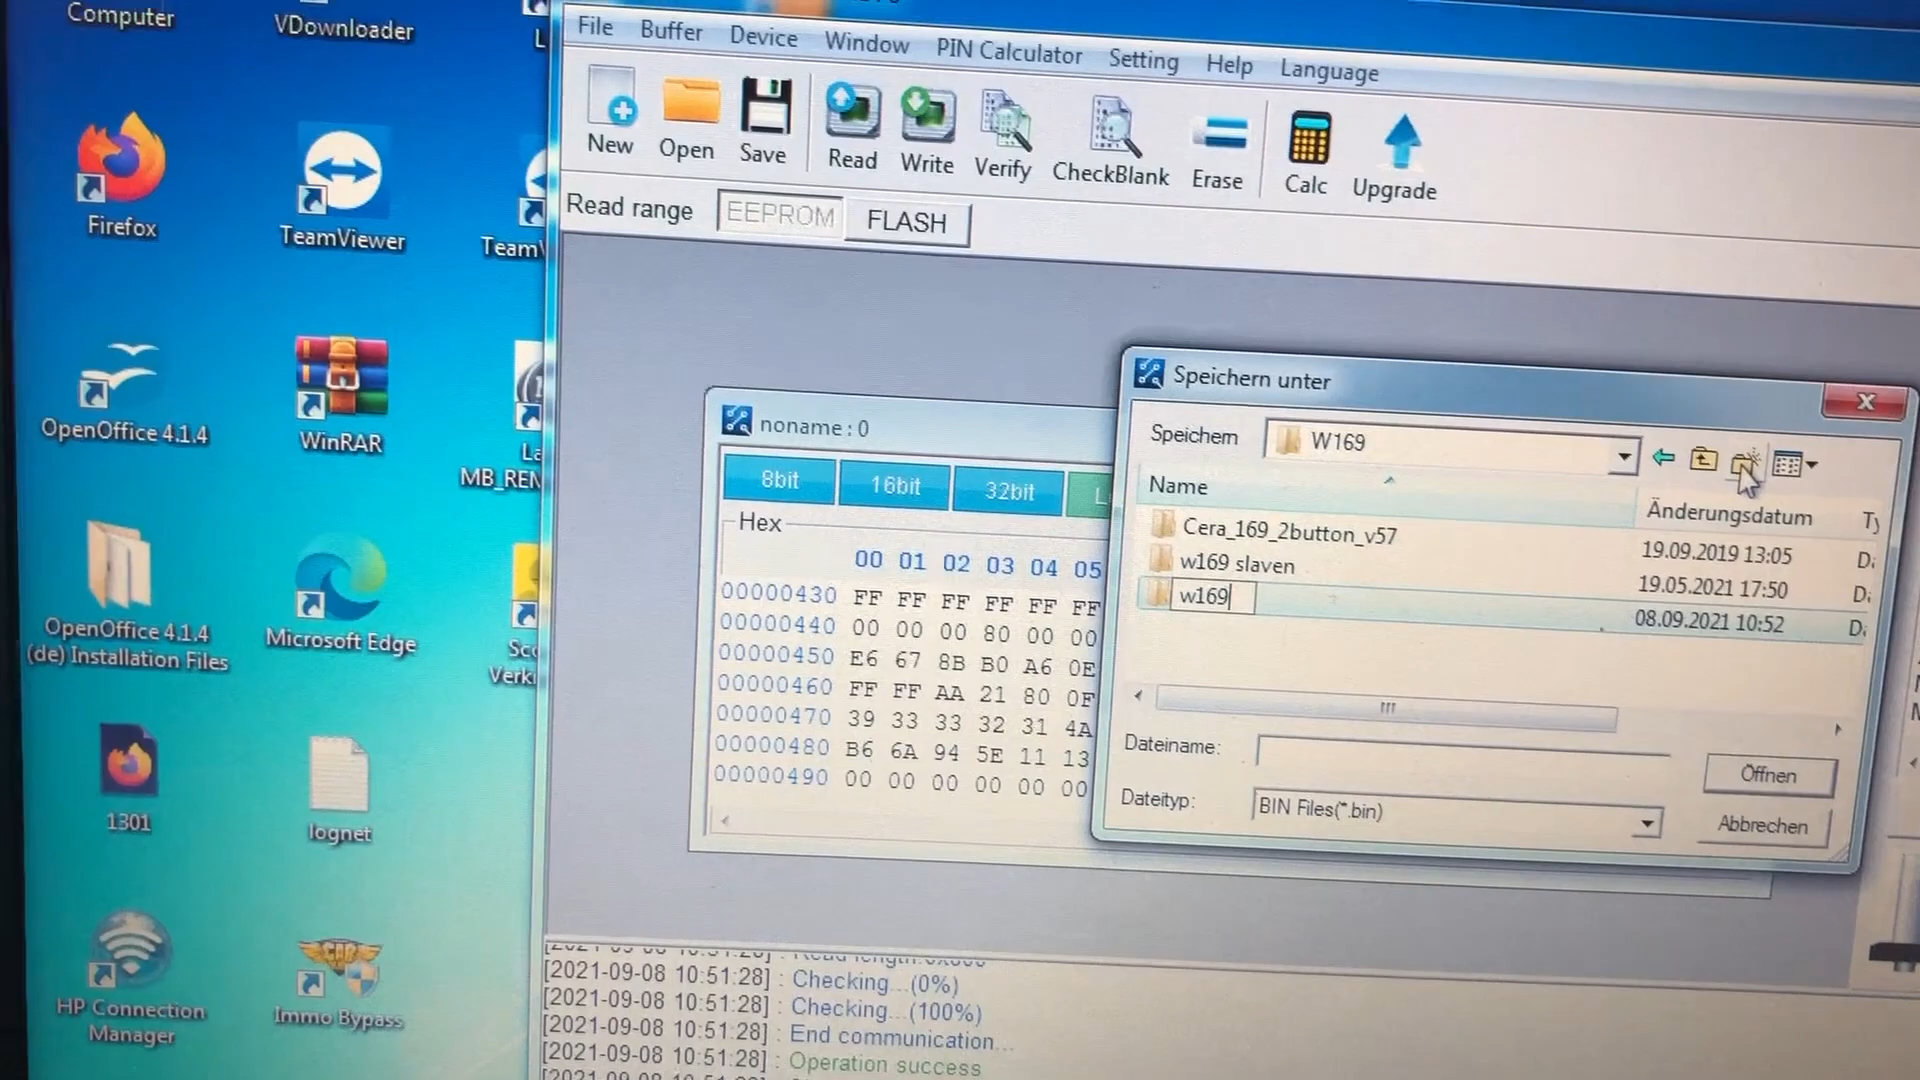 Computer
VDownloader
Firefox
TeamViewer
OpenOffice 4.1.4
WinRAR
MB_REN
OpenOffice 4.1.4
(de) Installation Files
Microsoft Edge
1301
lognet
HP Connection
Manager
Immo Bypass
File Buffer Device Window PIN Calculator Setting Help Language
New Open Save Read Write Verify CheckBlank Erase Calc Upgrade
Read range EEPROM FLASH
noname : 0
8bit 16bit 32bit
Hex
00 01 02 03 04 05
00000430 FF FF FF FF FF FF
00000440 00 00 00 80 00 00
00000450 E6 67 8B B0 A6 0E
00000460 FF FF AA 21 80 0F
00000470 39 33 33 32 31 4A
00000480 B6 6A 94 5E 11 13
00000490 00 00 00 00 00 00
Speichern unter
Speichern W169
Name Änderungsdatum
Cera_169_2button_v57 19.09.2019 13:05
w169 slaven 19.05.2021 17:50
w169 08.09.2021 10:52
Dateiname: Öffnen
Dateityp: BIN Files(*.bin) Abbrechen
[2021-09-08 10:51:28] : Checking...(0%)
[2021-09-08 10:51:28] : Checking...(100%)
[2021-09-08 10:51:28] : End communication...
[2021-09-08 10:51:28] : Operation success